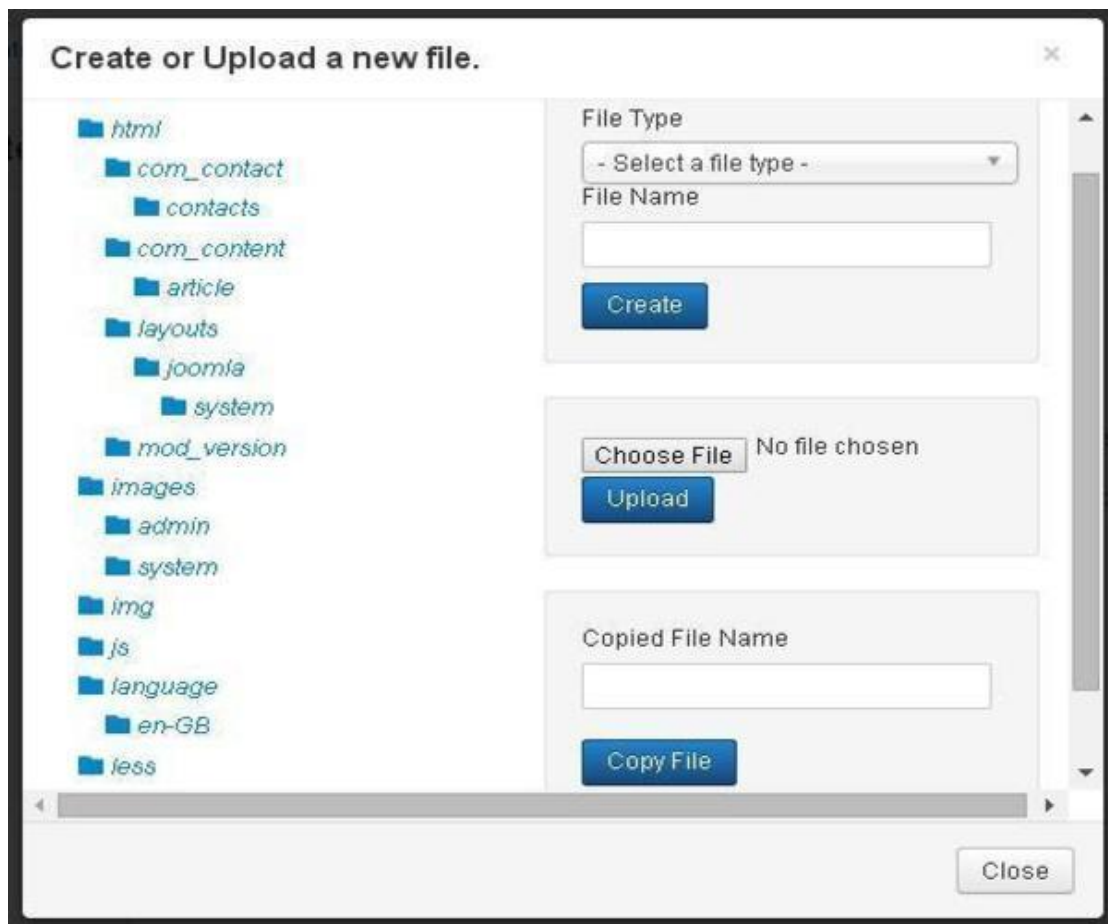 Create or Upload a new file.
×
html
com_contact
contacts
com_content
article
layouts
joomla
system
mod_version
images
admin
system
img
js
language
en-GB
less
File Type
- Select a file type -
File Name
Create
Choose File No file chosen
Upload
Copied File Name
Copy File
Close